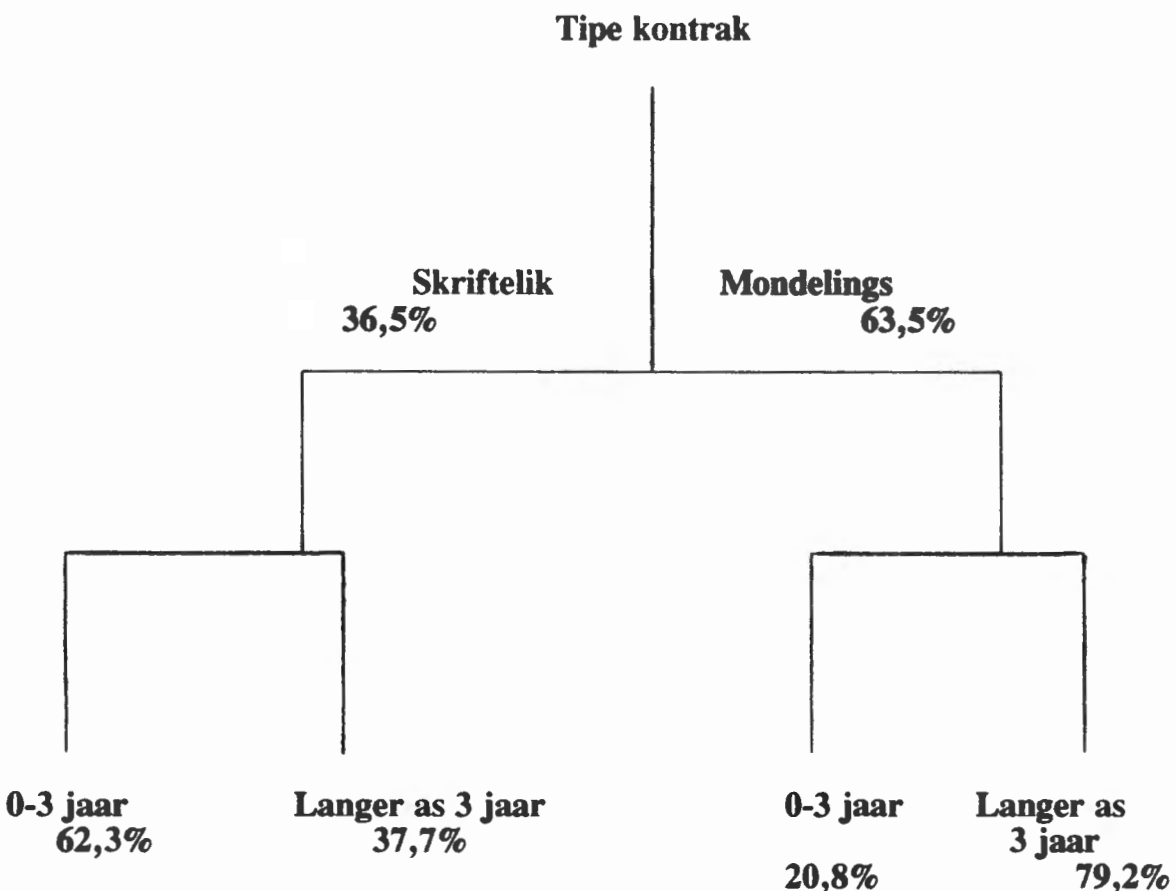 Tipe kontrak
Skriftelik Mondelings
36,5% 63,5%
0-3 jaar Langer as 3 jaar 0-3 jaar Langer as
62,3% 37,7% 3 jaar
20,8% 79,2%